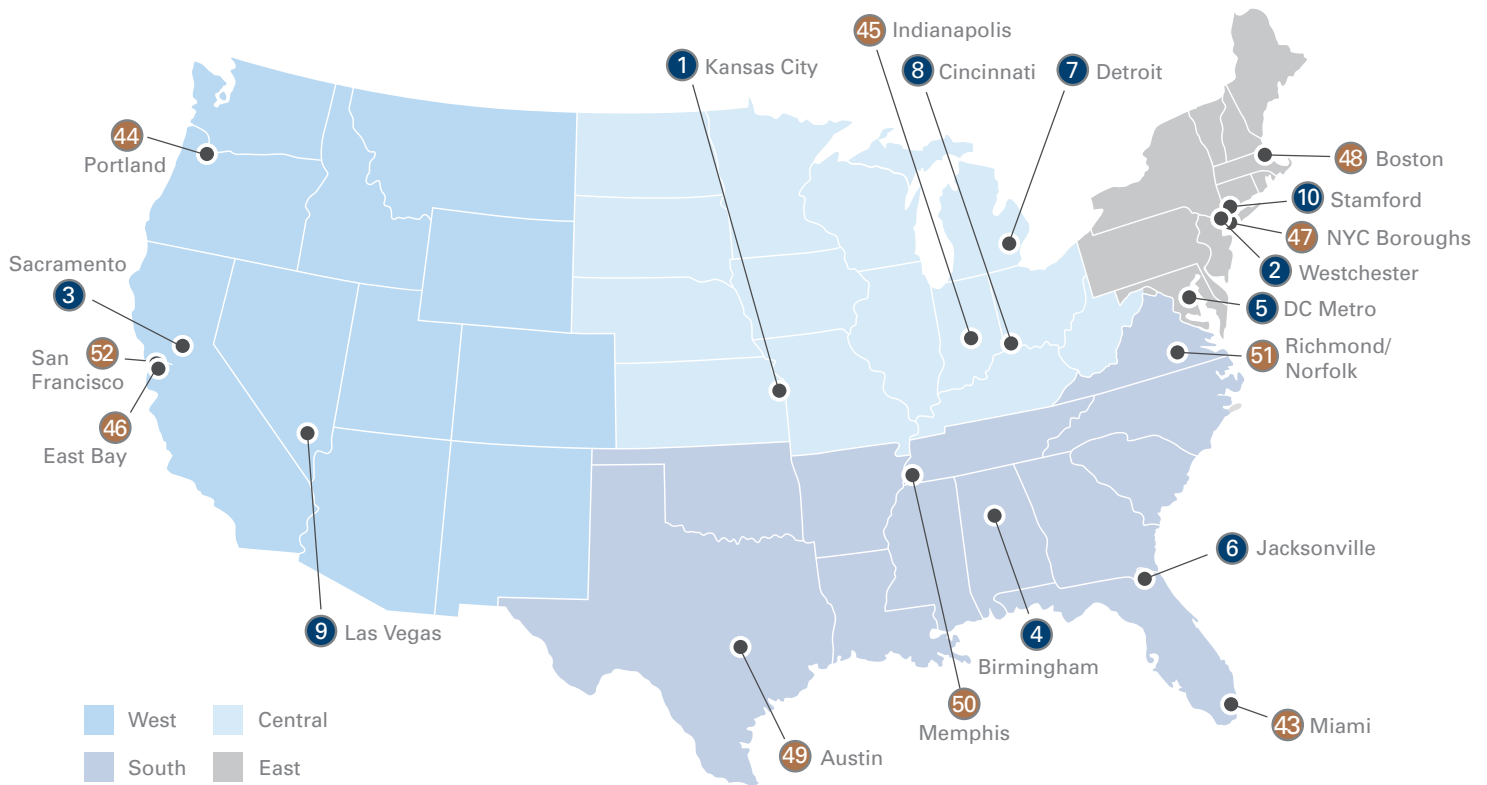 45 Indianapolis
1 Kansas City
8 Cincinnati
7 Detroit
44
Portland
48 Boston
10 Stamford
47 NYC Boroughs
Sacramento
3
2 Westchester
5 DC Metro
San
Francisco
52
51
Richmond/
Norfolk
46
East Bay
6 Jacksonville
9 Las Vegas
4
Birmingham
50
Memphis
43 Miami
49 Austin
West
Central
South
East